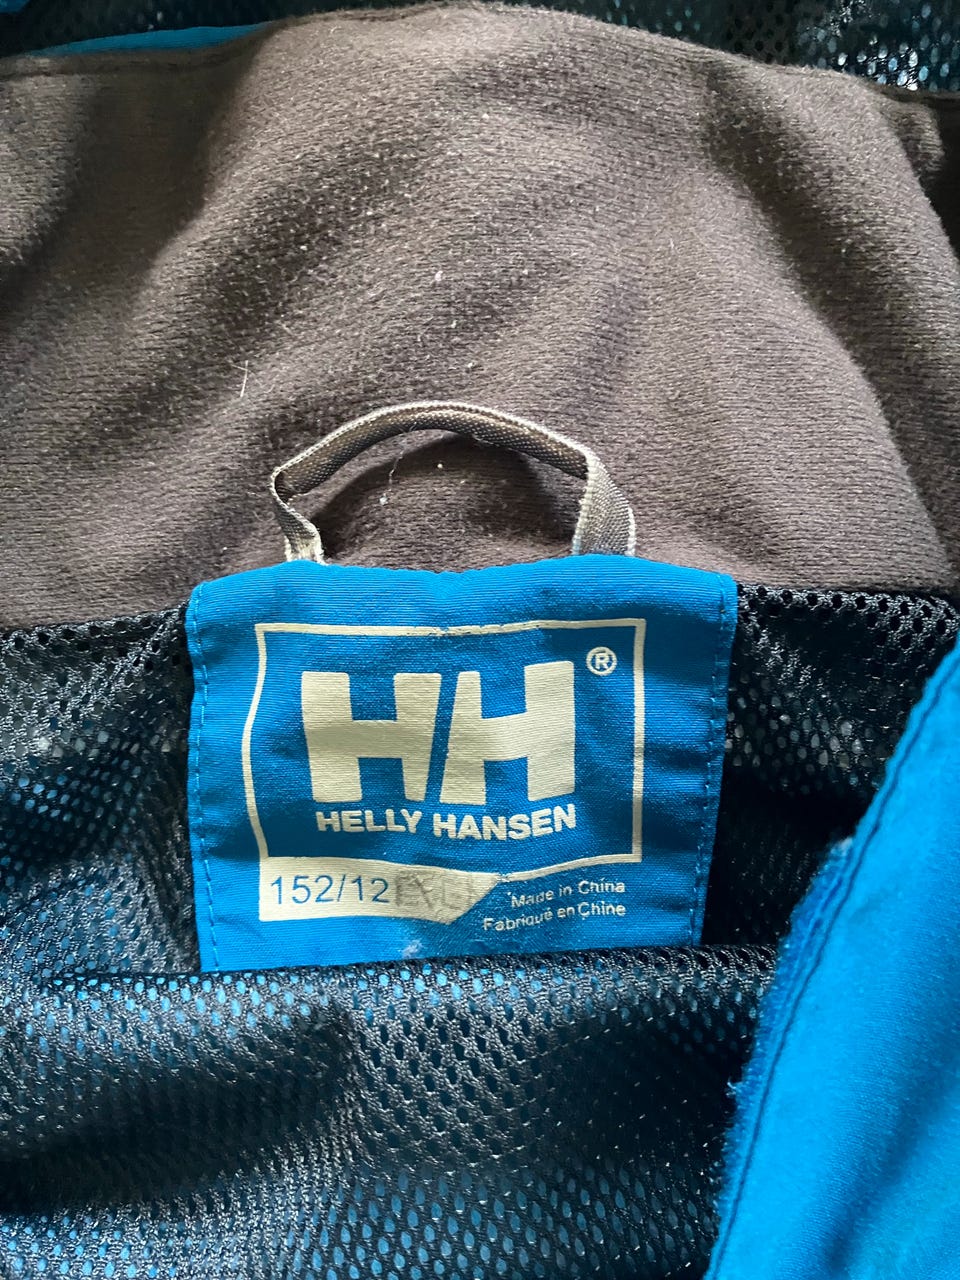 HH®
HELLY HANSEN
152/12
Made in China
Fabriqué en Chine